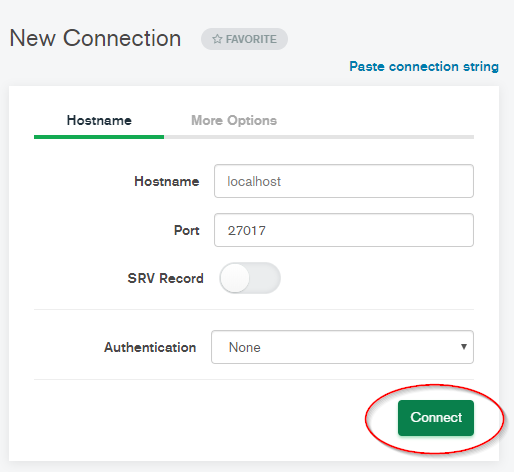 New Connection
FAVORITE
Paste connection string
Hostname More Options
Hostname localhost
Port 27017
SRV Record
Authentication None
Connect